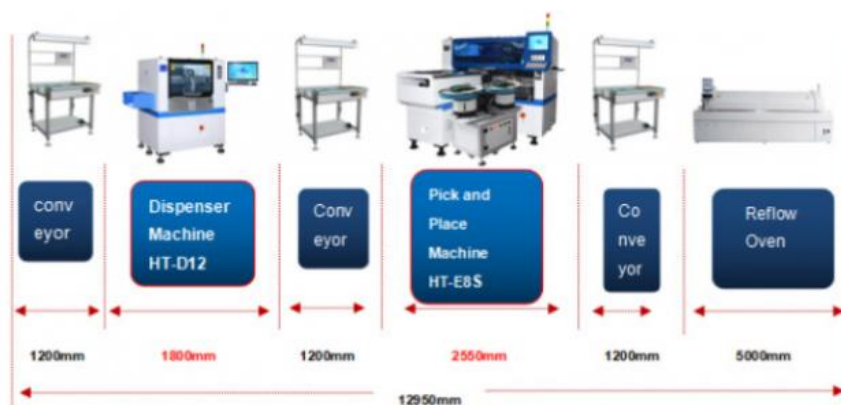 conv
eyor
Dispenser
Machine
HT-D12
Conv
eyor
Pick and
Place
Machine
HT-E8S
Co
nve
yor
Reflow
Oven
1200mm
1800mm
1200mm
2550mm
1200mm
5000mm
12950mm